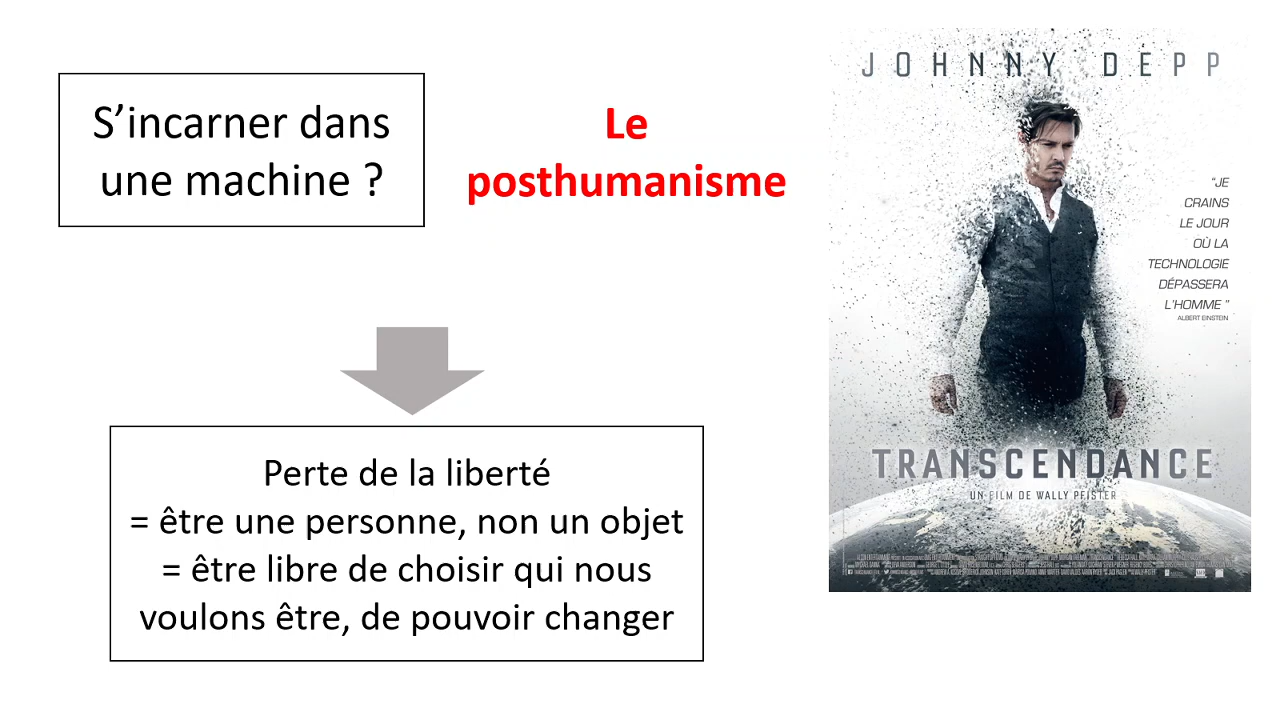 S’incarner dans
une machine ?
Le
posthumanisme
Perte de la liberté
= être une personne, non un objet
= être libre de choisir qui nous
voulons être, de pouvoir changer
JOHNNY DEPP
“JE
CRAINS
LE JOUR
OÙ LA
TECHNOLOGIE
DÉPASSERA
L'HOMME ”
ALBERT EINSTEIN
TRANSCENDANCE
UN FILM DE WALLY PFISTER